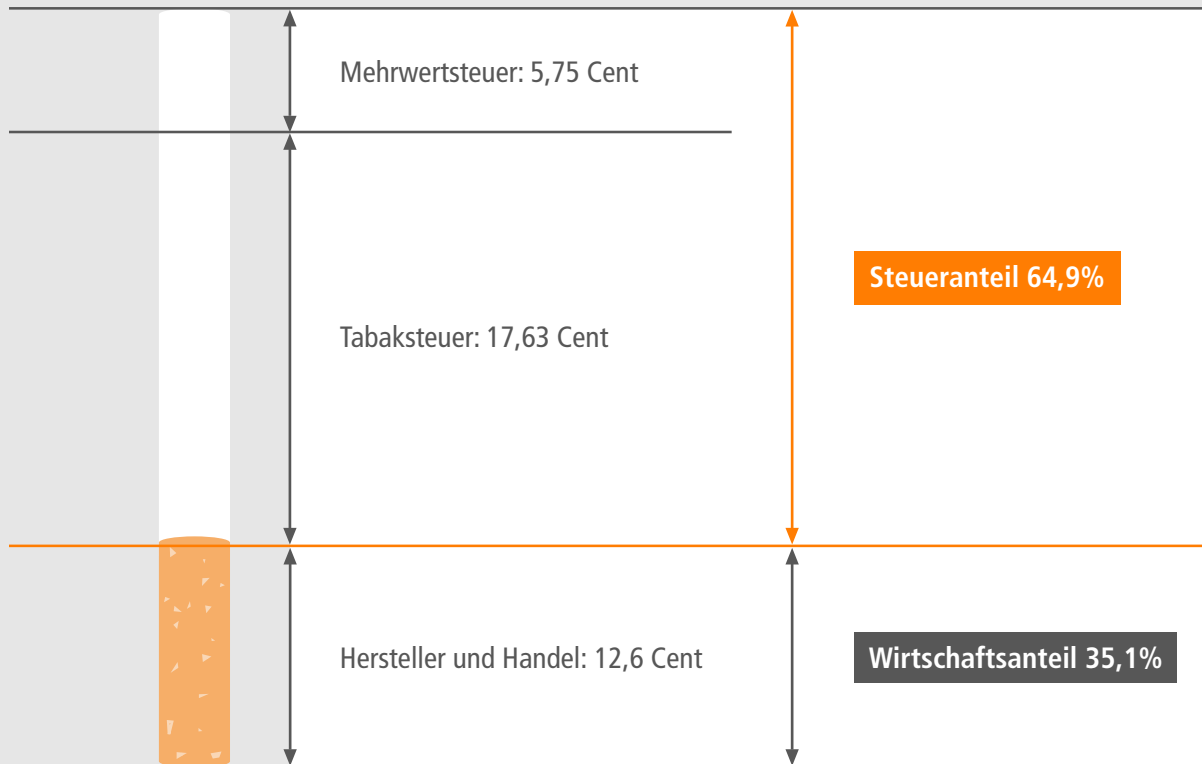 Mehrwertsteuer: 5,75 Cent
Steueranteil 64,9%
Tabaksteuer: 17,63 Cent
Hersteller und Handel: 12,6 Cent
Wirtschaftsanteil 35,1%